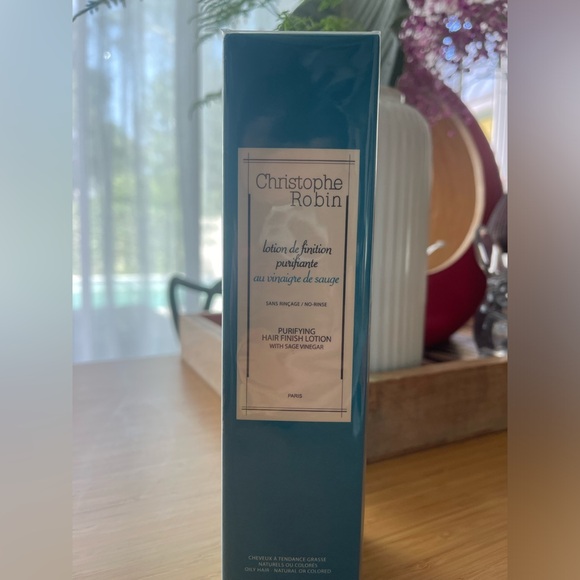 Christophe
Robin
lotion de finition
purifiante
au vinaigre de sauge
SANS RINÇAGE / NO-RINSE
PURIFYING
HAIR FINISH LOTION
WITH SAGE VINEGAR
PARIS
CHEVEUX À TENDANCE GRASSE
NATURELS OU COLORÉS
OILY HAIR - NATURAL OR COLORED